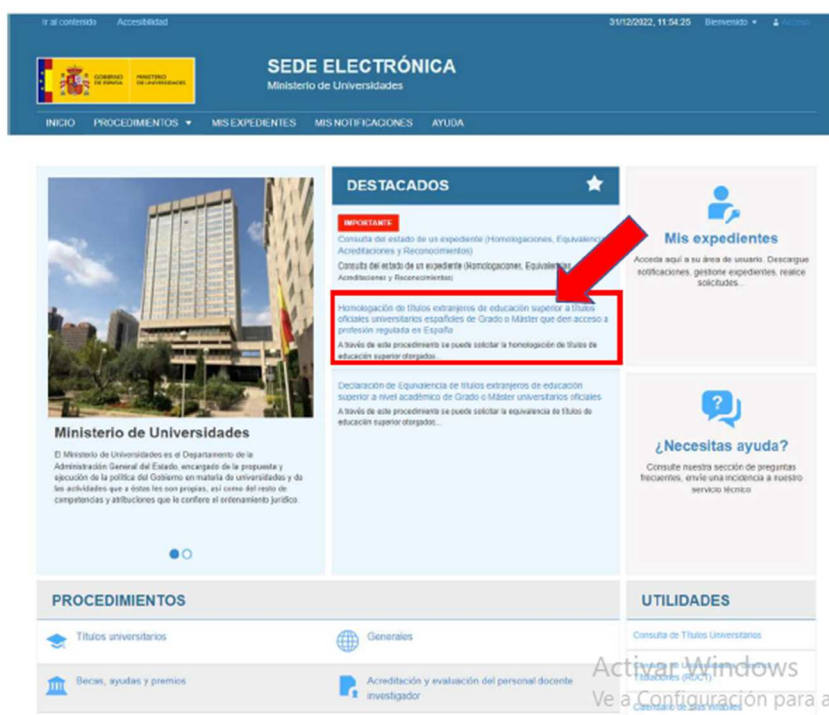 Ir al contenido Accesibilidad 31/12/2022, 11:54:25 Bienvenido Acceso
GOBIERNO DE ESPAÑA MINISTERIO DE UNIVERSIDADES
SEDE ELECTRÓNICA
Ministerio de Universidades
INICIO PROCEDIMIENTOS MIS EXPEDIENTES MIS NOTIFICACIONES AYUDA
DESTACADOS
IMPORTANTE
Consulta del estado de un expediente (Homologaciones, Equivalencia
Acreditaciones y Reconocimientos)
Consulta del estado de un expediente (Homologaciones, Equivalencias,
Acreditaciones y Reconocimientos)
Homologación de títulos extranjeros de educación superior a títulos
oficiales universitarios españoles de Grado o Máster que den acceso a
profesión regulada en España
A través de este procedimiento se puede solicitar la homologación de títulos de
educación superior otorgados...
Declaración de Equivalencia de títulos extranjeros de educación
superior a nivel académico de Grado o Máster universitarios oficiales
A través de este procedimiento se puede solicitar la equivalencia de títulos de
educación superior otorgados...
Mis expedientes
Acceda aquí a su área de usuario. Descargue
notificaciones, gestione expedientes, realice
solicitudes...
Ministerio de Universidades
El Ministerio de Universidades es el Departamento de la
Administración General del Estado, encargado de la propuesta y
ejecución de la política del Gobierno en materia de universidades y de
las actividades que a éstas les son propias, así como del resto de
competencias y atribuciones que le confiere el ordenamiento jurídico.
?
¿Necesitas ayuda?
Consulte nuestra sección de preguntas
frecuentes, envíe una incidencia a nuestro
servicio técnico
PROCEDIMIENTOS
Títulos universitarios
Generales
Becas, ayudas y premios
Acreditación y evaluación del personal docente
investigador
UTILIDADES
Consulta de Títulos Universitarios
Titulaciones (RUCT)
Calendario de días inhábiles
Activar Windows
Ve a Configuración para a